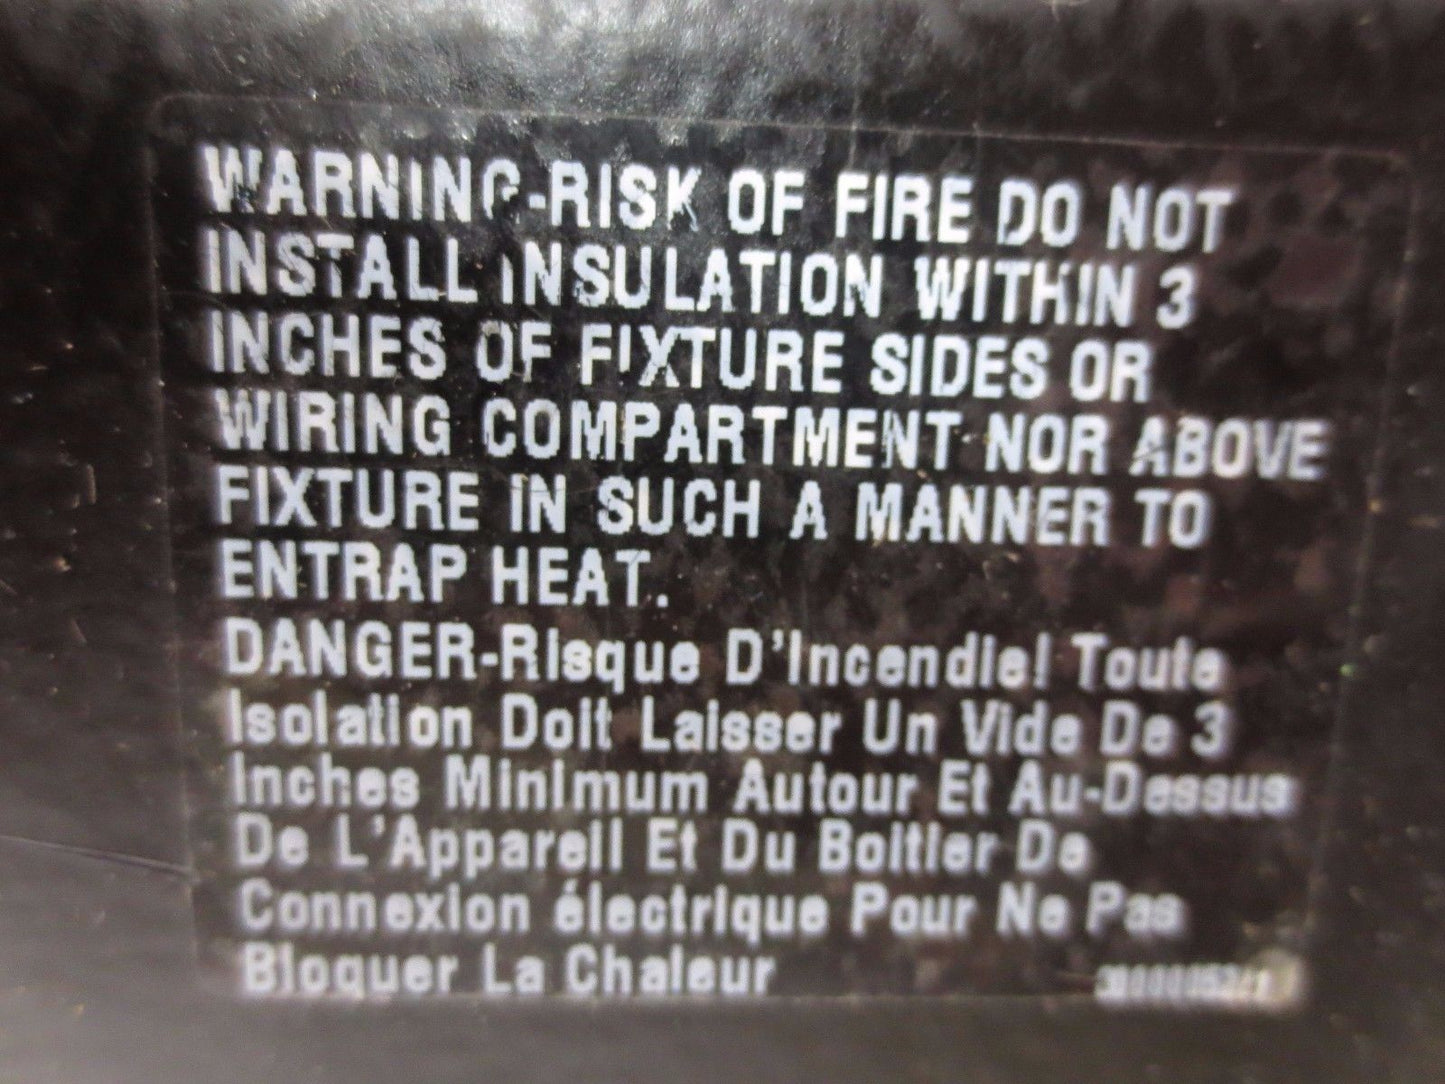 WARNING-RISK OF FIRE DO NOT
INSTALL INSULATION WITHIN 3
INCHES OF FIXTURE SIDES OR
WIRING COMPARTMENT NOR ABOVE
FIXTURE IN SUCH A MANNER TO
ENTRAP HEAT.
DANGER-Risque D'Incendie! Toute
Isolation Doit Laisser Un Vide De 3
Inches Minimum Autour Et Au-Dessus
De L'Appareil Et Du Boitier De
Connexion électrique Pour Ne Pas
Bloquer La Chaleur